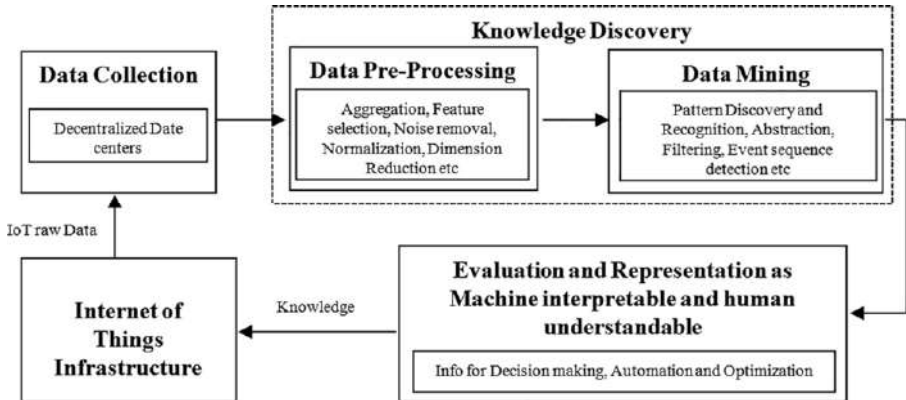 Knowledge Discovery
Data Collection
Decentralized Date
centers
Data Pre-Processing
Aggregation, Feature
selection, Noise removal,
Normalization, Dimension
Reduction etc
Data Mining
Pattern Discovery and
Recognition, Abstraction,
Filtering, Event sequence
detection etc
IoT raw Data
Internet of
Things
Infrastructure
Knowledge
Evaluation and Representation as
Machine interpretable and human
understandable
Info for Decision making, Automation and Optimization